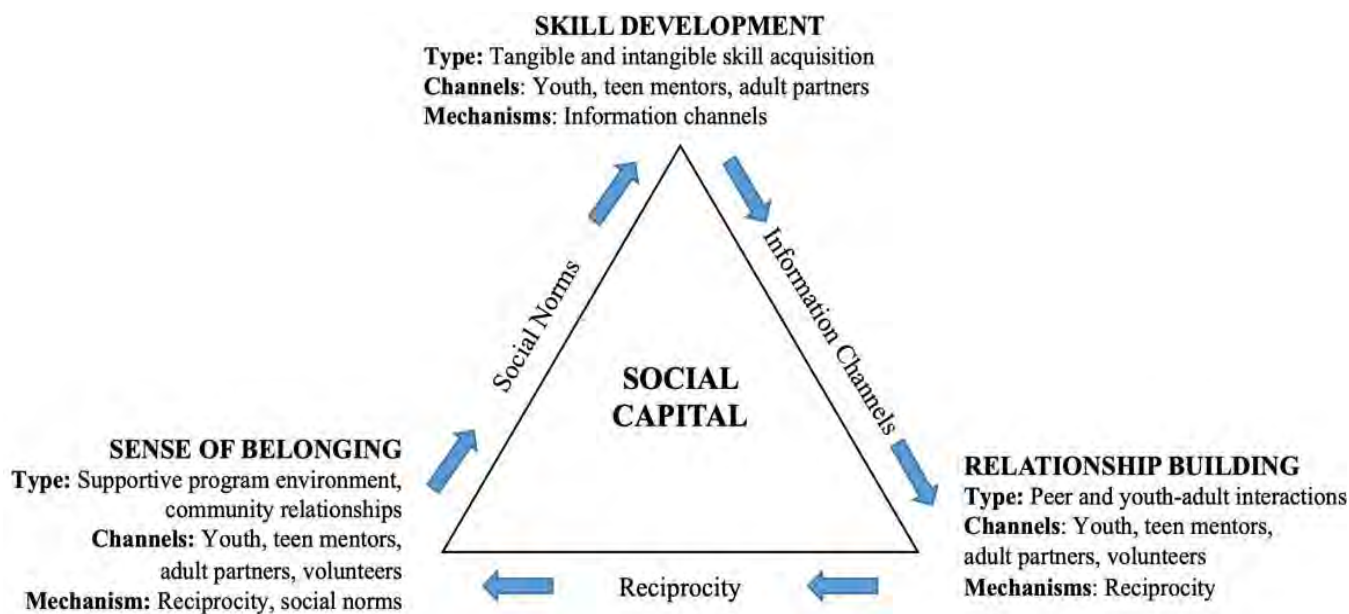 SKILL DEVELOPMENT
Type: Tangible and intangible skill acquisition
Channels: Youth, teen mentors, adult partners
Mechanisms: Information channels
Social Norms
Information Channels
SOCIAL
CAPITAL
SENSE OF BELONGING
Type: Supportive program environment,
community relationships
Channels: Youth, teen mentors,
adult partners, volunteers
Mechanism: Reciprocity, social norms
Reciprocity
RELATIONSHIP BUILDING
Type: Peer and youth-adult interactions
Channels: Youth, teen mentors,
adult partners, volunteers
Mechanisms: Reciprocity